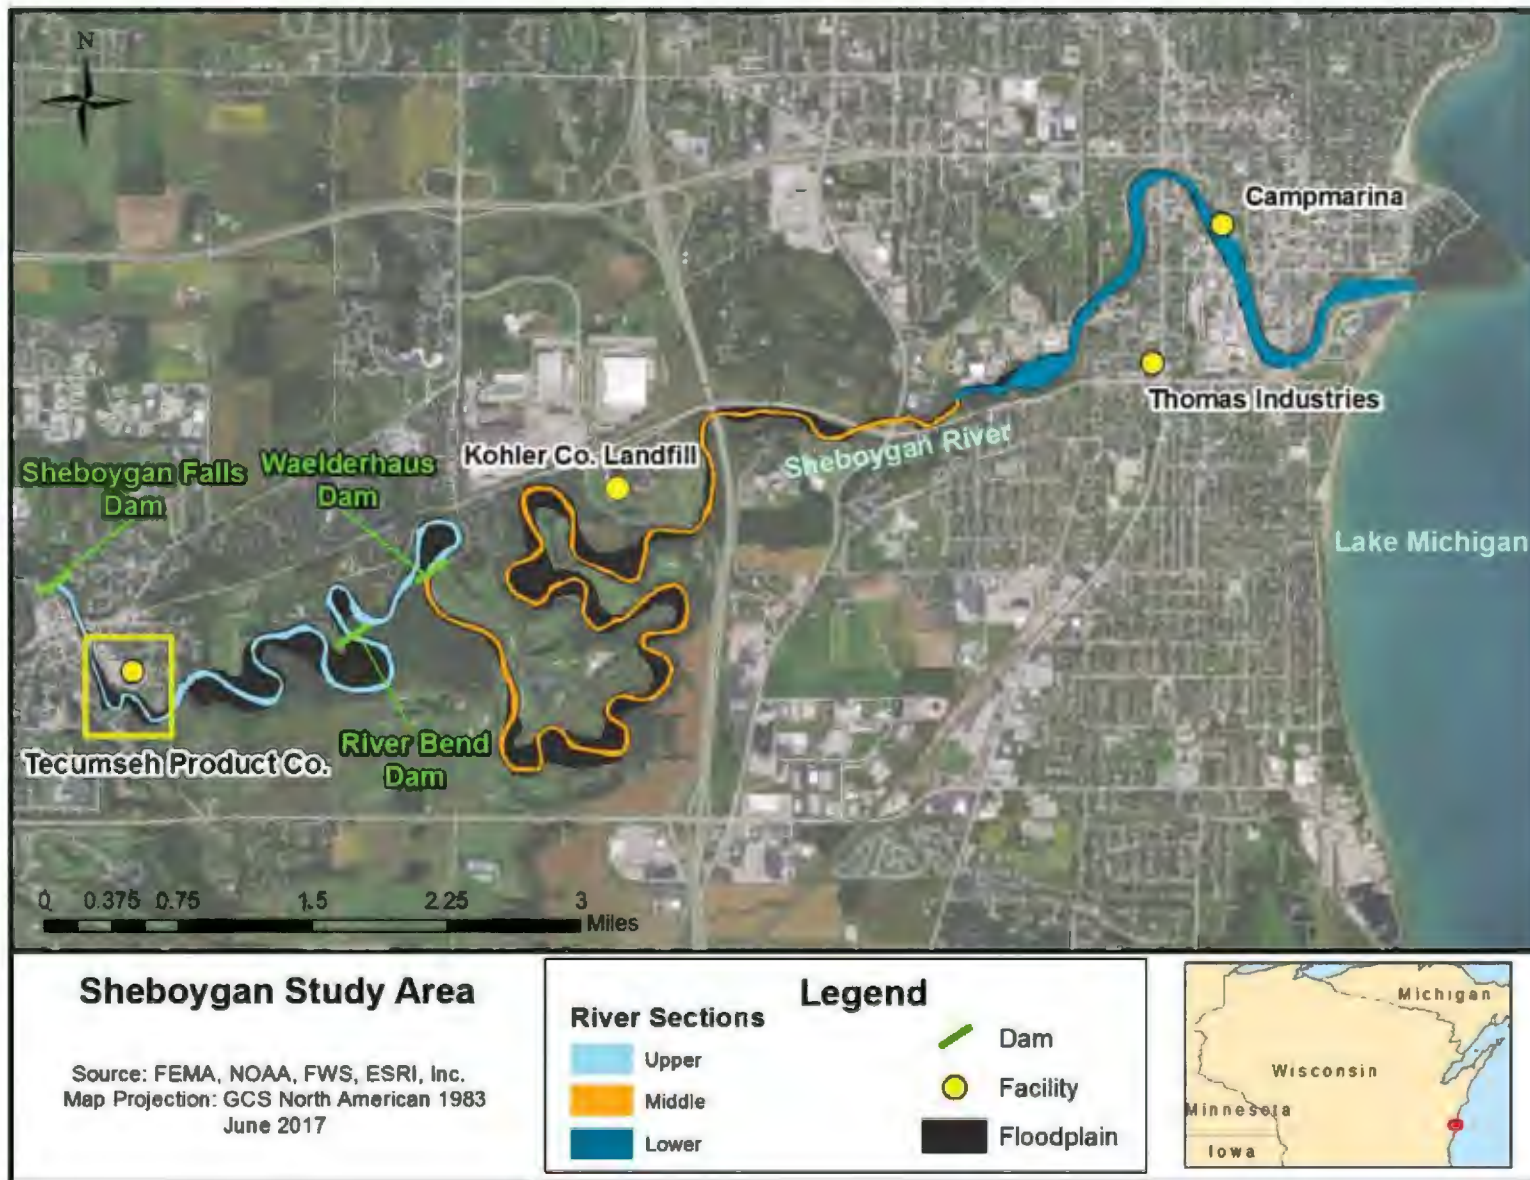 N
Campmarina
Thomas Industries
Sheboygan River
Kohler Co. Landfill
Waelderhaus
Dam
Sheboygan Falls
Dam
Lake Michigan
River Bend
Dam
Tecumseh Product Co.
0 0.375 0.75 1.5 2.25 3
Miles
Sheboygan Study Area
Source: FEMA, NOAA, FWS, ESRI, Inc.
Map Projection: GCS North American 1983
June 2017
Legend
River Sections
Upper
Middle
Lower
Dam
Facility
Floodplain
Michigan
Wisconsin
Minnesota
Iowa